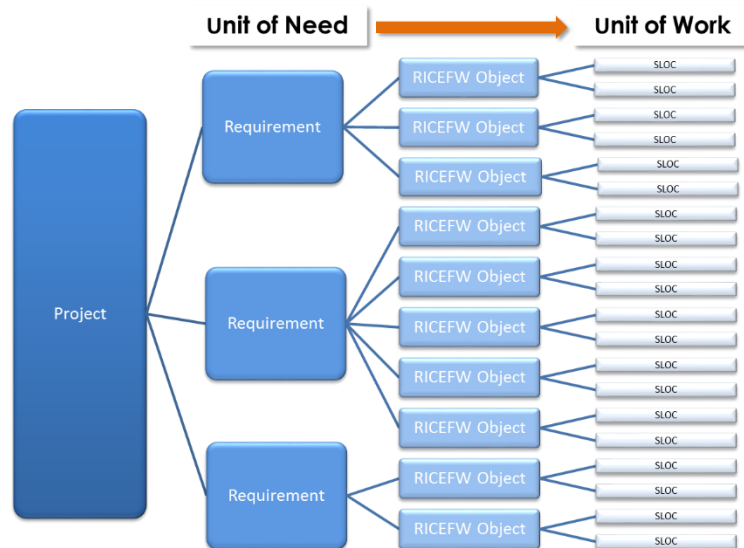 Unit of Need
Unit of Work
Project
Requirement
RICEFW Object
SLOC
SLOC
RICEFW Object
SLOC
SLOC
RICEFW Object
SLOC
SLOC
Requirement
RICEFW Object
SLOC
SLOC
RICEFW Object
SLOC
SLOC
RICEFW Object
SLOC
SLOC
RICEFW Object
SLOC
SLOC
RICEFW Object
SLOC
SLOC
Requirement
RICEFW Object
SLOC
SLOC
RICEFW Object
SLOC
SLOC